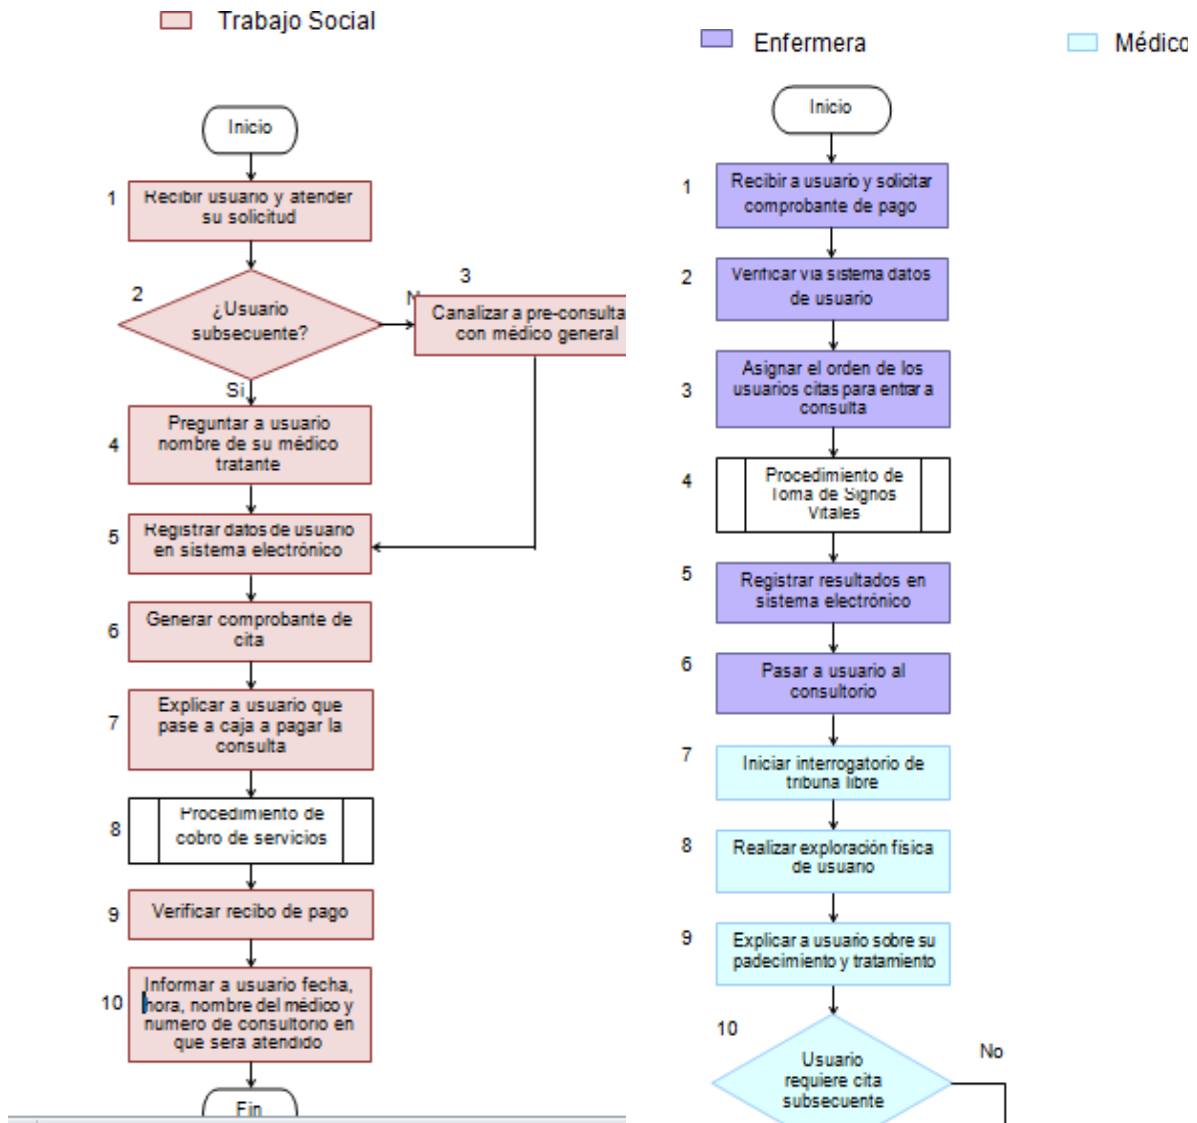 Trabajo Social
Inicio
1
Recibir usuario y atender
su solicitud
2
¿Usuario
subsecuente?
3
Canalizar a pre-consulta
con médico general
Si
4
Preguntar a usuario
nombre de su médico
tratante
5
Registrar datos de usuario
en sistema electrónico
6
Generar comprobante de
cita
7
Explicar a usuario que
pase a caja a pagar la
consulta
8
Procedimiento de
cobro de servicios
9
Verificar recibo de pago
10
Informar a usuario fecha,
hora, nombre del médico y
numero de consultorio en
que sera atendido
Fin
Enfermera
Médico
Inicio
1
Recibir a usuario y solicitar
comprobante de pago
2
Verificar via sistema datos
de usuario
3
Asignar el orden de los
usuarios citas para entrar a
consulta
4
Procedimiento de
Toma de Signos
Vitales
5
Registrar resultados en
sistema electrónico
6
Pasar a usuario al
consultorio
7
Iniciar interrogatorio de
tribuna libre
8
Realizar exploración física
de usuario
9
Explicar a usuario sobre su
padecimiento y tratamiento
10
Usuario
requiere cita
subsecuente
No